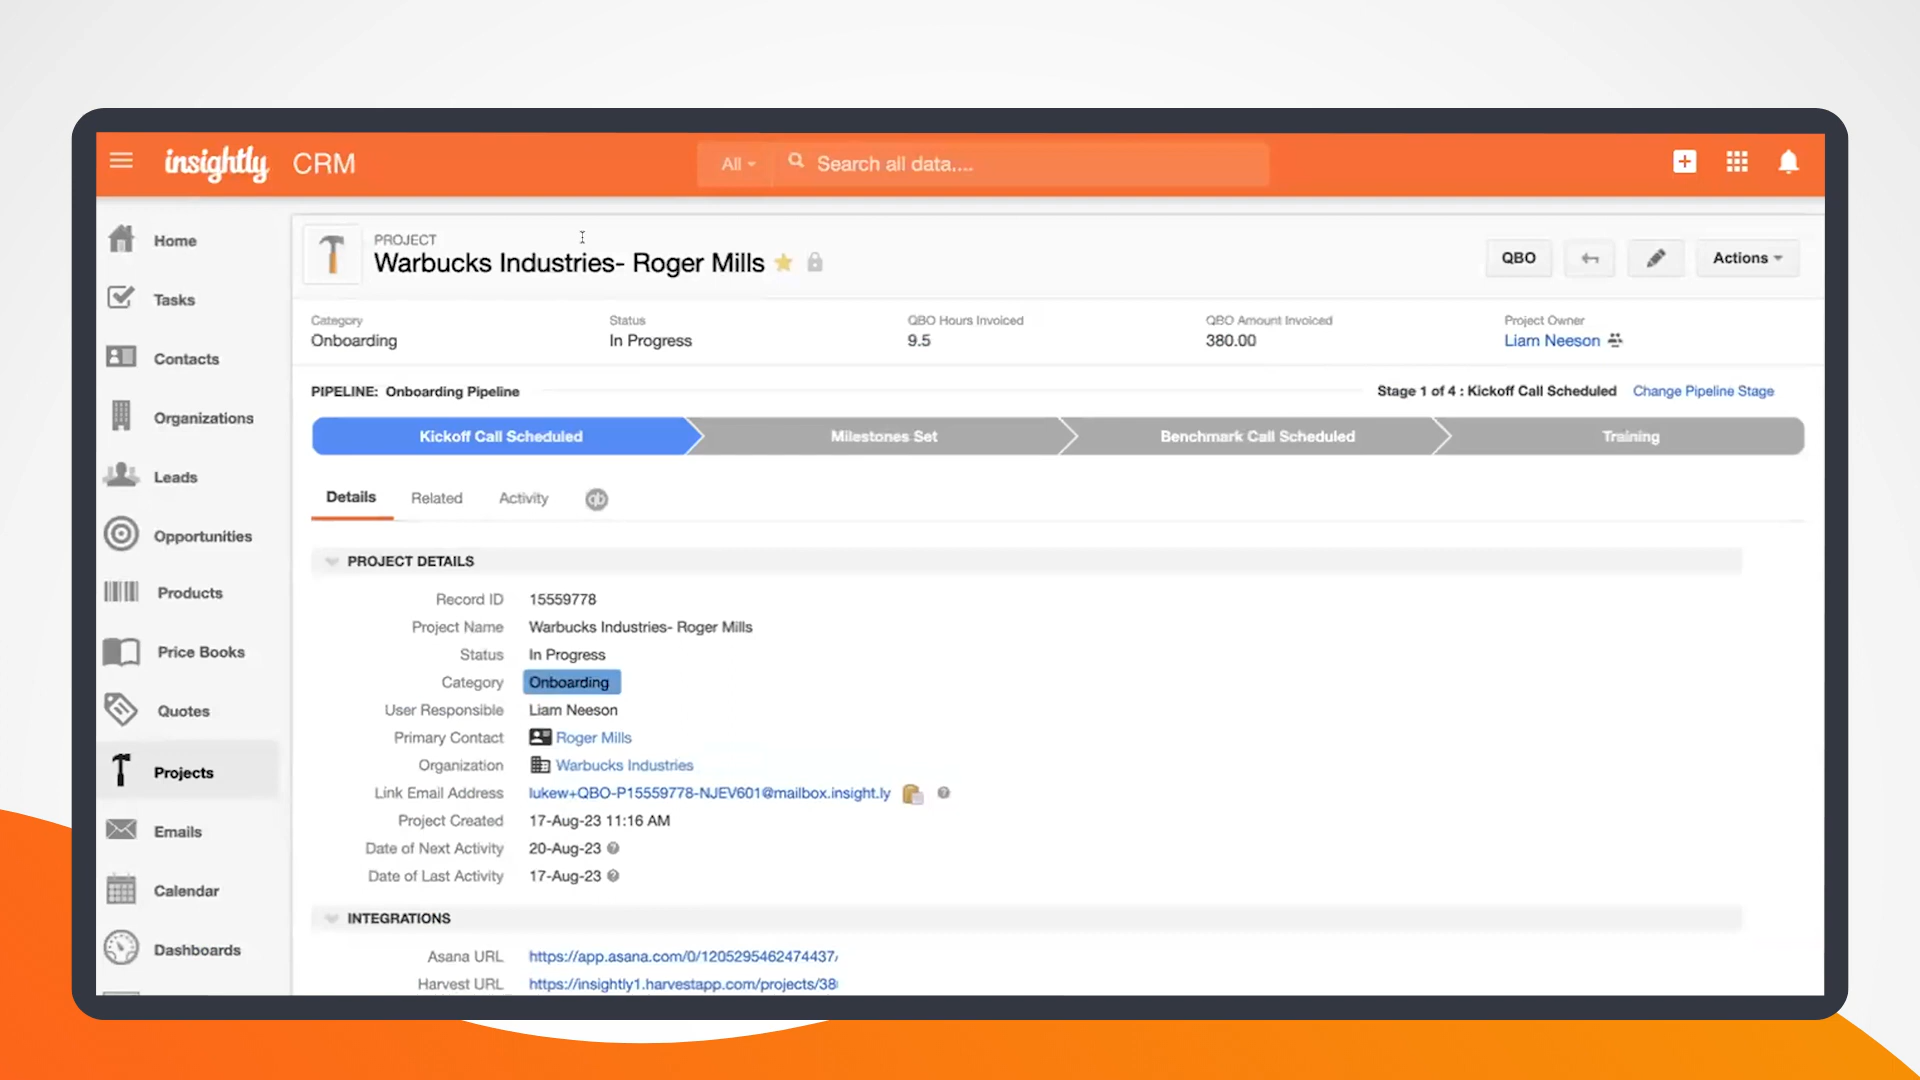 insightly CRM
All
Search all data....
Home
Tasks
Contacts
Organizations
Leads
Opportunities
Products
Price Books
Quotes
Projects
Emails
Calendar
Dashboards
PROJECT
Warbucks Industries- Roger Mills
QBO
Actions
Category
Onboarding
Status
In Progress
QBO Hours Invoiced
9.5
QBO Amount Invoiced
380.00
Project Owner
Liam Neeson
PIPELINE: Onboarding Pipeline
Stage 1 of 4 : Kickoff Call Scheduled Change Pipeline Stage
Kickoff Call Scheduled
Milestones Set
Benchmark Call Scheduled
Training
Details Related Activity qb
PROJECT DETAILS
Record ID 15559778
Project Name Warbucks Industries- Roger Mills
Status In Progress
Category Onboarding
User Responsible Liam Neeson
Primary Contact Roger Mills
Organization Warbucks Industries
Link Email Address lukew+QBO-P15559778-NJEV601@mailbox.insight.ly
Project Created 17-Aug-23 11:16 AM
Date of Next Activity 20-Aug-23
Date of Last Activity 17-Aug-23
INTEGRATIONS
Asana URL https://app.asana.com/0/1205295462474437/
Harvest URL https://insightly1.harvestapp.com/projects/38